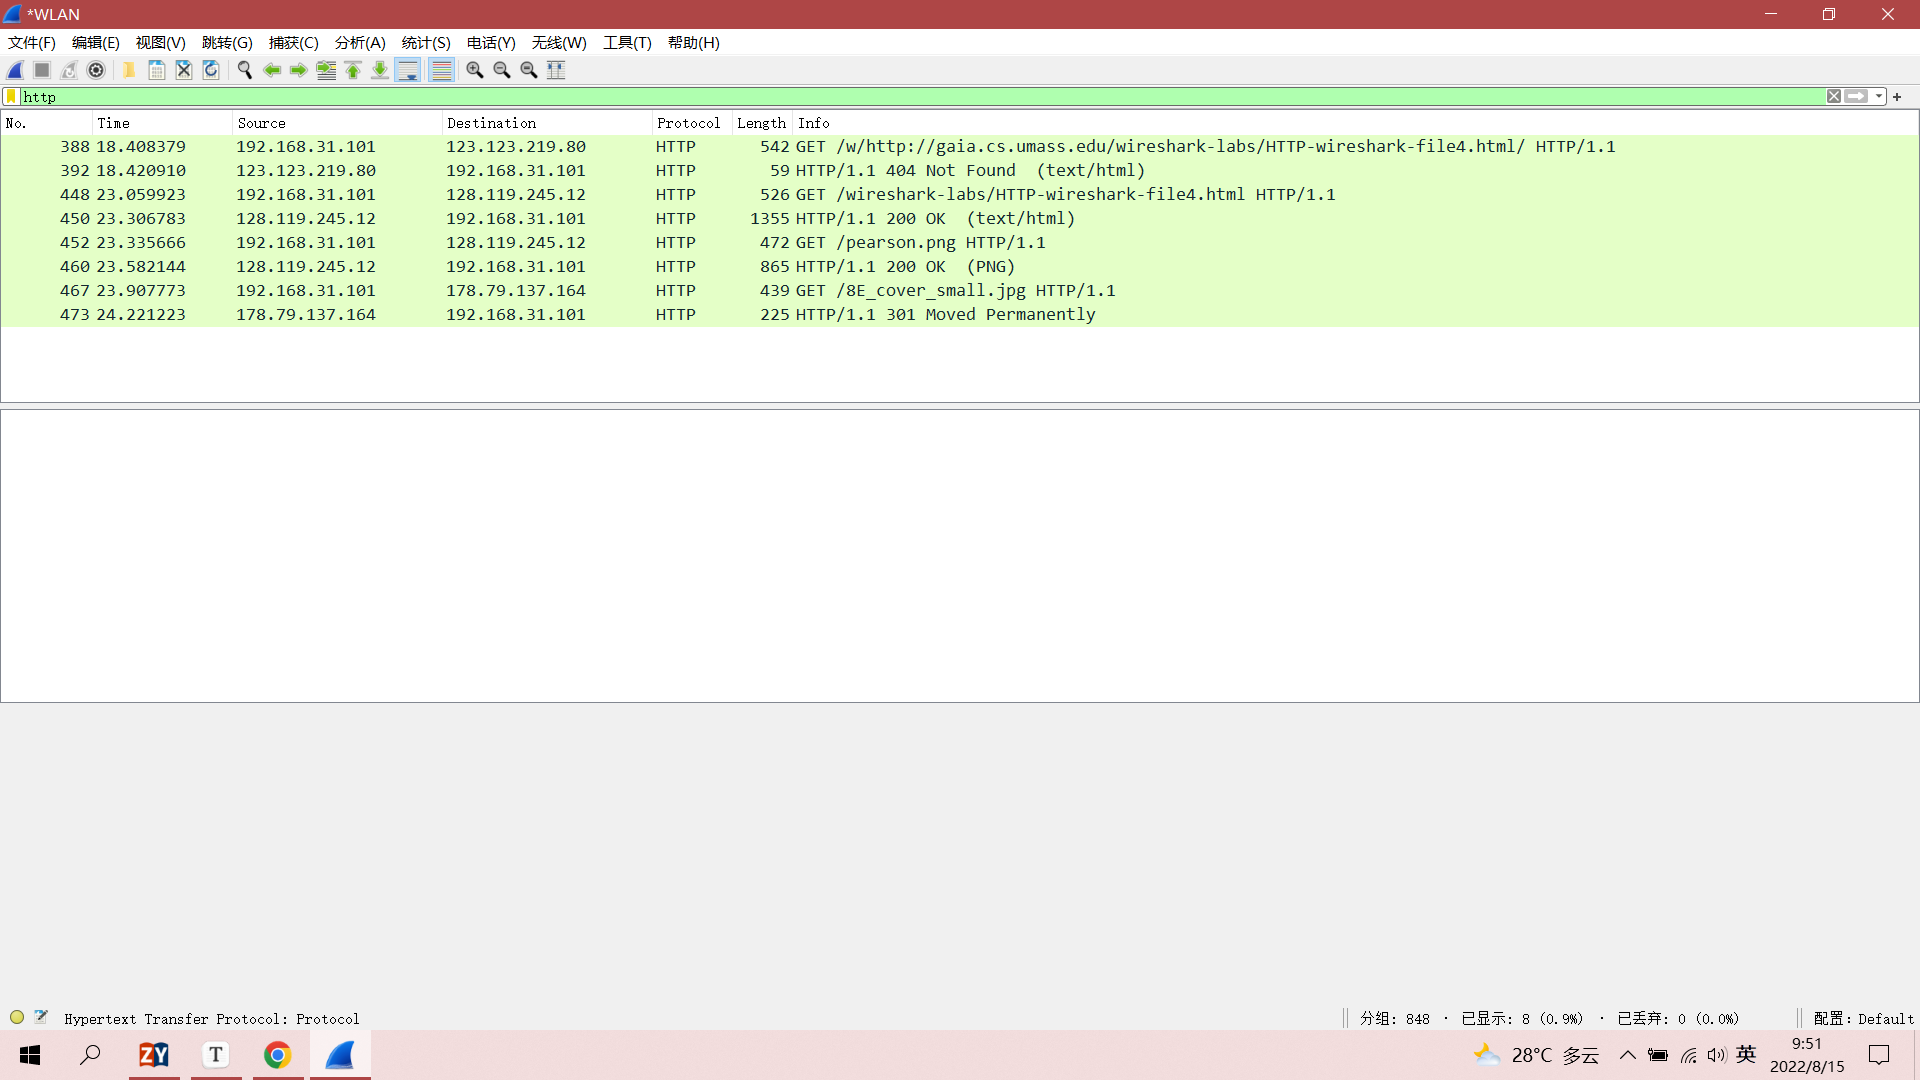 *WLAN
文件(F) 编辑(E) 视图(V) 跳转(G) 捕获(C) 分析(A) 统计(S) 电话(Y) 无线(W) 工具(T) 帮助(H)
http
No. Time Source Destination Protocol Length Info
388 18.408379 192.168.31.101 123.123.219.80 HTTP 542 GET /w/http://gaia.cs.umass.edu/wireshark-labs/HTTP-wireshark-file4.html/ HTTP/1.1
392 18.420910 123.123.219.80 192.168.31.101 HTTP 59 HTTP/1.1 404 Not Found (text/html)
448 23.059923 192.168.31.101 128.119.245.12 HTTP 526 GET /wireshark-labs/HTTP-wireshark-file4.html HTTP/1.1
450 23.306783 128.119.245.12 192.168.31.101 HTTP 1355 HTTP/1.1 200 OK (text/html)
452 23.335666 192.168.31.101 128.119.245.12 HTTP 472 GET /pearson.png HTTP/1.1
460 23.582144 128.119.245.12 192.168.31.101 HTTP 865 HTTP/1.1 200 OK (PNG)
467 23.907773 192.168.31.101 178.79.137.164 HTTP 439 GET /8E_cover_small.jpg HTTP/1.1
473 24.221223 178.79.137.164 192.168.31.101 HTTP 225 HTTP/1.1 301 Moved Permanently
Hypertext Transfer Protocol: Protocol 分组: 848 · 已显示: 8 (0.9%) · 已丢弃: 0 (0.0%) 配置: Default
ZY T 28°C 多云 英 9:51
2022/8/15